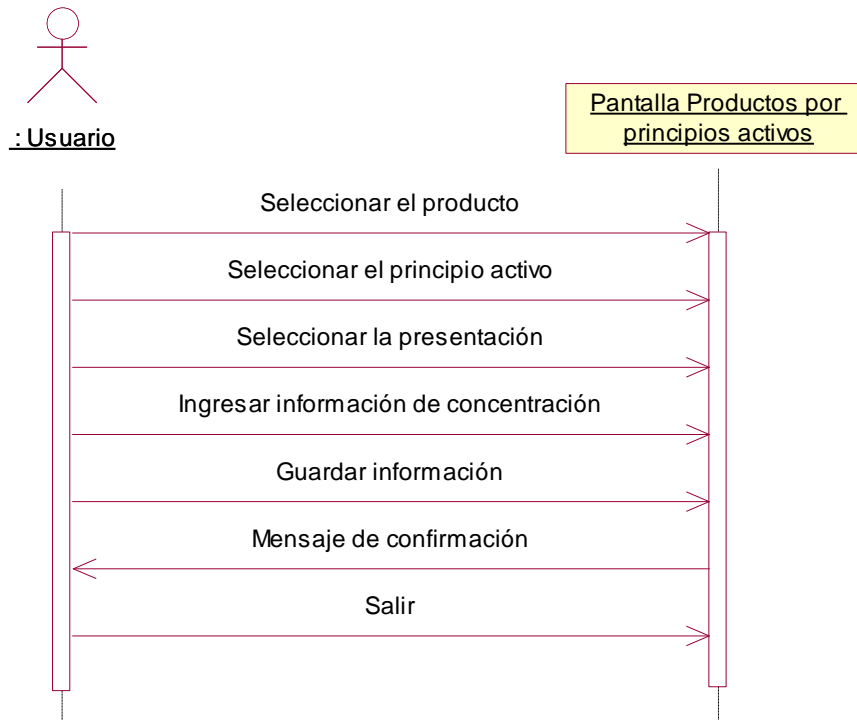 : Usuario
Pantalla Productos por
principios activos
Seleccionar el producto
Seleccionar el principio activo
Seleccionar la presentación
Ingresar información de concentración
Guardar información
Mensaje de confirmación
Salir